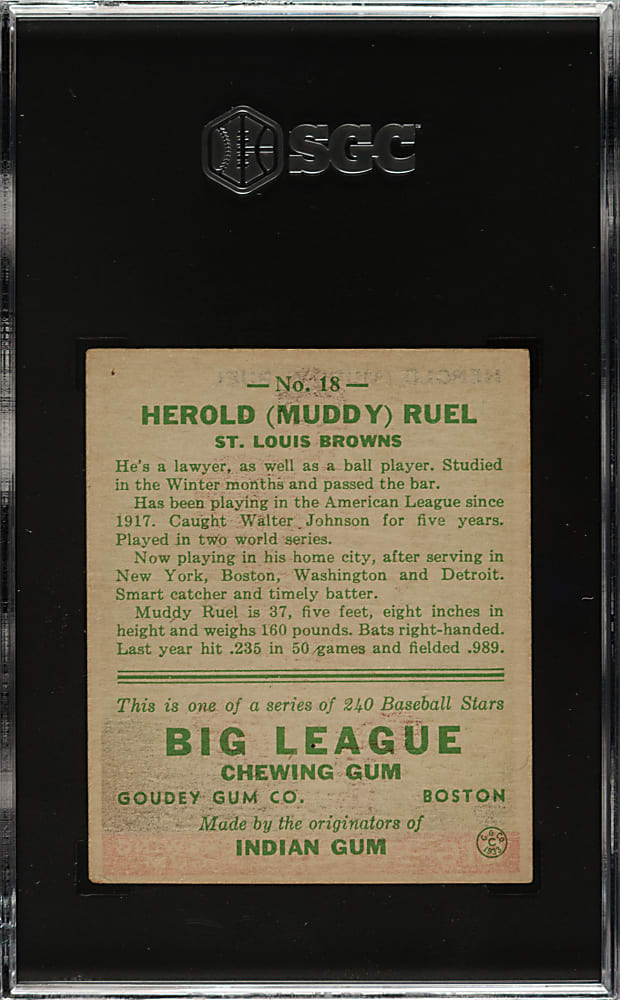 SGC
— No. 18 —
HEROLD (MUDDY) RUEL
ST. LOUIS BROWNS
He's a lawyer, as well as a ball player. Studied
in the Winter months and passed the bar.
Has been playing in the American League since
1917. Caught Walter Johnson for five years.
Played in two world series.
Now playing in his home city, after serving in
New York, Boston, Washington and Detroit.
Smart catcher and timely batter.
Muddy Ruel is 37, five feet, eight inches in
height and weighs 160 pounds. Bats right-handed.
Last year hit .235 in 50 games and fielded .989.
This is one of a series of 240 Baseball Stars
BIG LEAGUE
CHEWING GUM
GOUDEY GUM CO. BOSTON
Made by the originators of
INDIAN GUM
G. G. Co.
C
1933